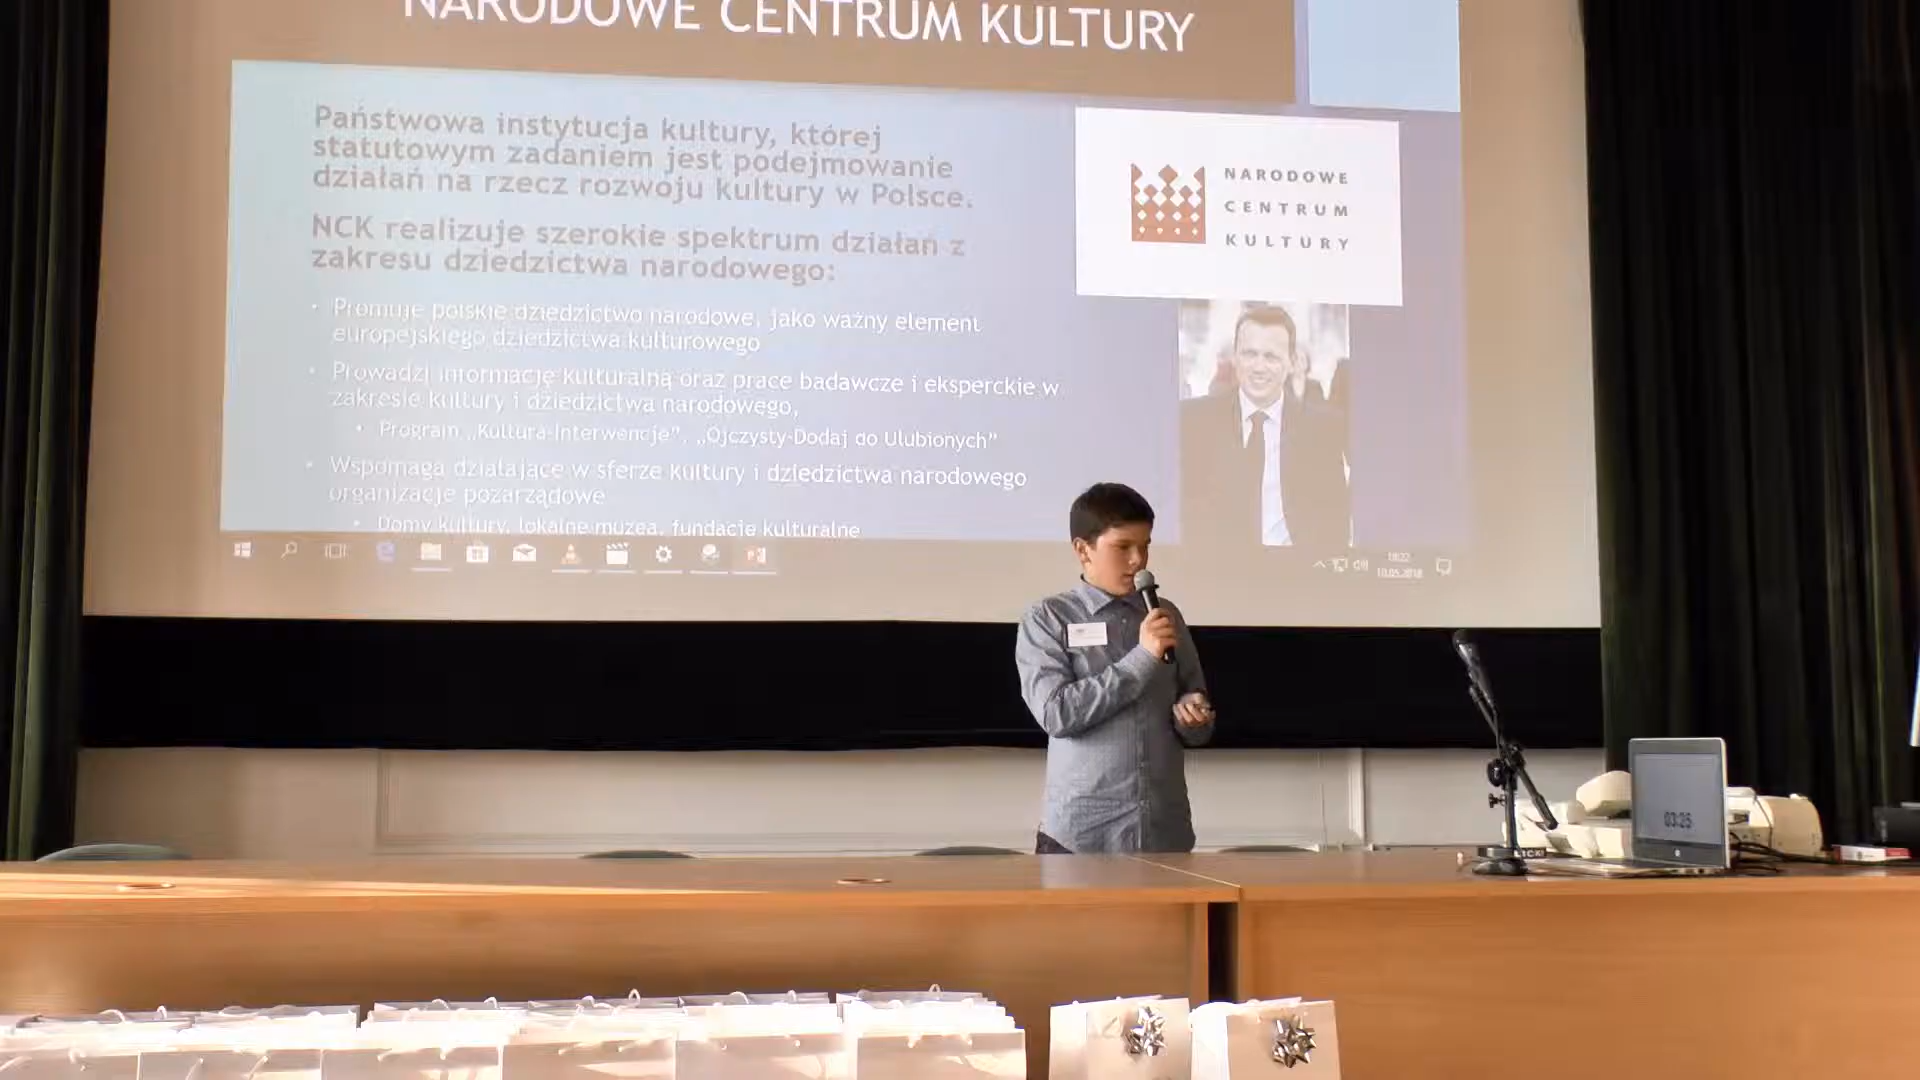 NARODOWE CENTRUM KULTURY
Państwowa instytucja kultury, której
statutowym zadaniem jest podejmowanie
działań na rzecz rozwoju kultury w Polsce.
NCK realizuje szerokie spektrum działań z
zakresu dziedzictwa narodowego:
• Promuje polskie dziedzictwo narodowe, jako ważny element
europejskiego dziedzictwa kulturowego
• Prowadzi informację kulturalną oraz prace badawcze i eksperckie w
zakresie kultury i dziedzictwa narodowego,
• Program „Kultura-Interwencje”, „Ojczysty-Dodaj do Ulubionych”
• Wspomaga działające w sferze kultury i dziedzictwa narodowego
organizacje pozarządowe
• Domy kultury, lokalne muzea, fundacje kulturalne
NARODOWE
CENTRUM
KULTURY
10.05.2018
03:25